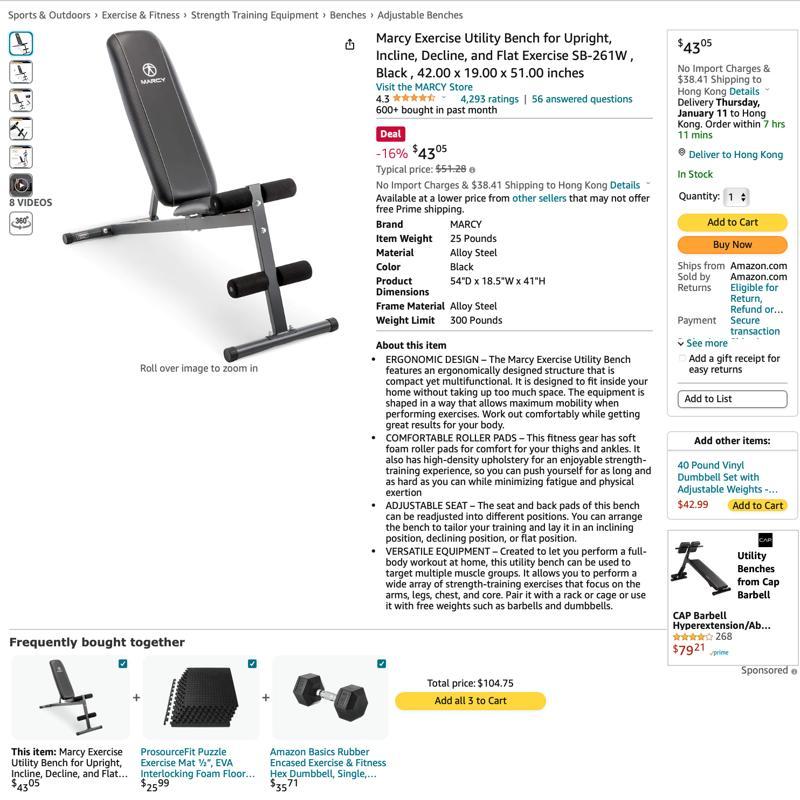 Sports & Outdoors › Exercise & Fitness › Strength Training Equipment › Benches › Adjustable Benches
MARCY
8 VIDEOS
360°
Roll over image to zoom in
Marcy Exercise Utility Bench for Upright,
Incline, Decline, and Flat Exercise SB-261W ,
Black , 42.00 x 19.00 x 51.00 inches
Visit the MARCY Store
4.3 4,293 ratings | 56 answered questions
600+ bought in past month
Deal
-16% $43 05
Typical price: $51.28
No Import Charges & $38.41 Shipping to Hong Kong Details
Available at a lower price from other sellers that may not offer
free Prime shipping.
Brand MARCY
Item Weight 25 Pounds
Material Alloy Steel
Color Black
Product Dimensions 54"D x 18.5"W x 41"H
Frame Material Alloy Steel
Weight Limit 300 Pounds
About this item
• ERGONOMIC DESIGN – The Marcy Exercise Utility Bench
features an ergonomically designed structure that is
compact yet multifunctional. It is designed to fit inside your
home without taking up too much space. The equipment is
shaped in a way that allows maximum mobility when
performing exercises. Work out comfortably while getting
great results for your body.
• COMFORTABLE ROLLER PADS – This fitness gear has soft
foam roller pads for comfort for your thighs and ankles. It
also has high-density upholstery for an enjoyable strength-
training experience, so you can push yourself for as long and
as hard as you can while minimizing fatigue and physical
exertion
• ADJUSTABLE SEAT – The seat and back pads of this bench
can be readjusted into different positions. You can arrange
the bench to tailor your training and lay it in an inclining
position, declining position, or flat position.
• VERSATILE EQUIPMENT – Created to let you perform a full-
body workout at home, this utility bench can be used to
target multiple muscle groups. It allows you to perform a
wide array of strength-training exercises that focus on the
arms, legs, chest, and core. Pair it with a rack or cage or use
it with free weights such as barbells and dumbbells.
$43 05
No Import Charges &
$38.41 Shipping to
Hong Kong Details
Delivery Thursday,
January 11 to Hong
Kong. Order within 7 hrs
11 mins
Deliver to Hong Kong
In Stock
Quantity: 1
Add to Cart
Buy Now
Ships from Amazon.com
Sold by Amazon.com
Returns Eligible for
Return,
Refund or...
Payment Secure
transaction
See more
Add a gift receipt for
easy returns
Add to List
Add other items:
40 Pound Vinyl
Dumbbell Set with
Adjustable Weights -...
$42.99 Add to Cart
CAP
Utility
Benches
from Cap
Barbell
CAP Barbell
Hyperextension/Ab...
268
$79 21 prime
Sponsored
Frequently bought together
MARCY
+
+
Total price: $104.75
Add all 3 to Cart
This item: Marcy Exercise
Utility Bench for Upright,
Incline, Decline, and Flat...
$43 05
ProsourceFit Puzzle
Exercise Mat ½", EVA
Interlocking Foam Floor...
$25 99
Amazon Basics Rubber
Encased Exercise & Fitness
Hex Dumbbell, Single,...
$35 71